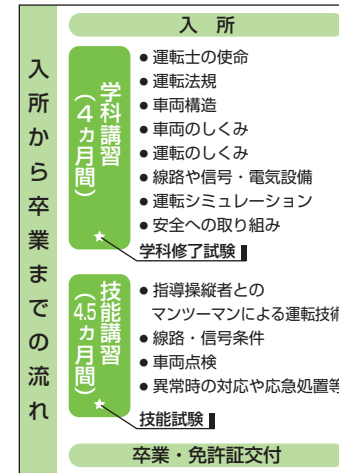 入所から卒業までの流れ
入 所
学科講習
(4ヵ月間)
● 運転士の使命
● 運転法規
● 車両構造
● 車両のしくみ
● 運転のしくみ
● 線路や信号・電気設備
● 運転シミュレーション
● 安全への取り組み
学科修了試験
技能講習
(4.5ヵ月間)
● 指導操縦者との
マンツーマンによる運転技術
● 線路・信号条件
● 車両点検
● 異常時の対応や応急処置等
技能試験
卒業・免許証交付